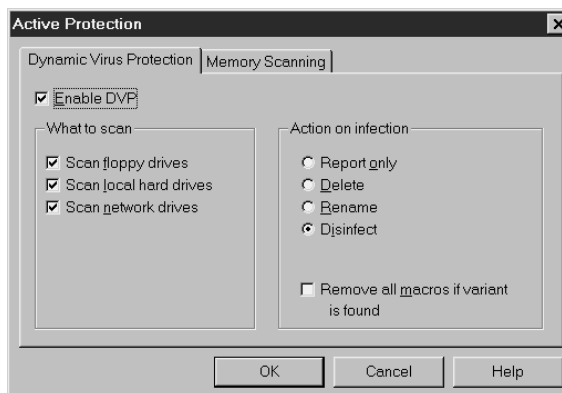 Active Protection
Dynamic Virus Protection
Memory Scanning
Enable DVP
What to scan
Scan floppy drives
Scan local hard drives
Scan network drives
Action on infection
Report only
Delete
Rename
Disinfect
Remove all macros if variant
is found
OK
Cancel
Help